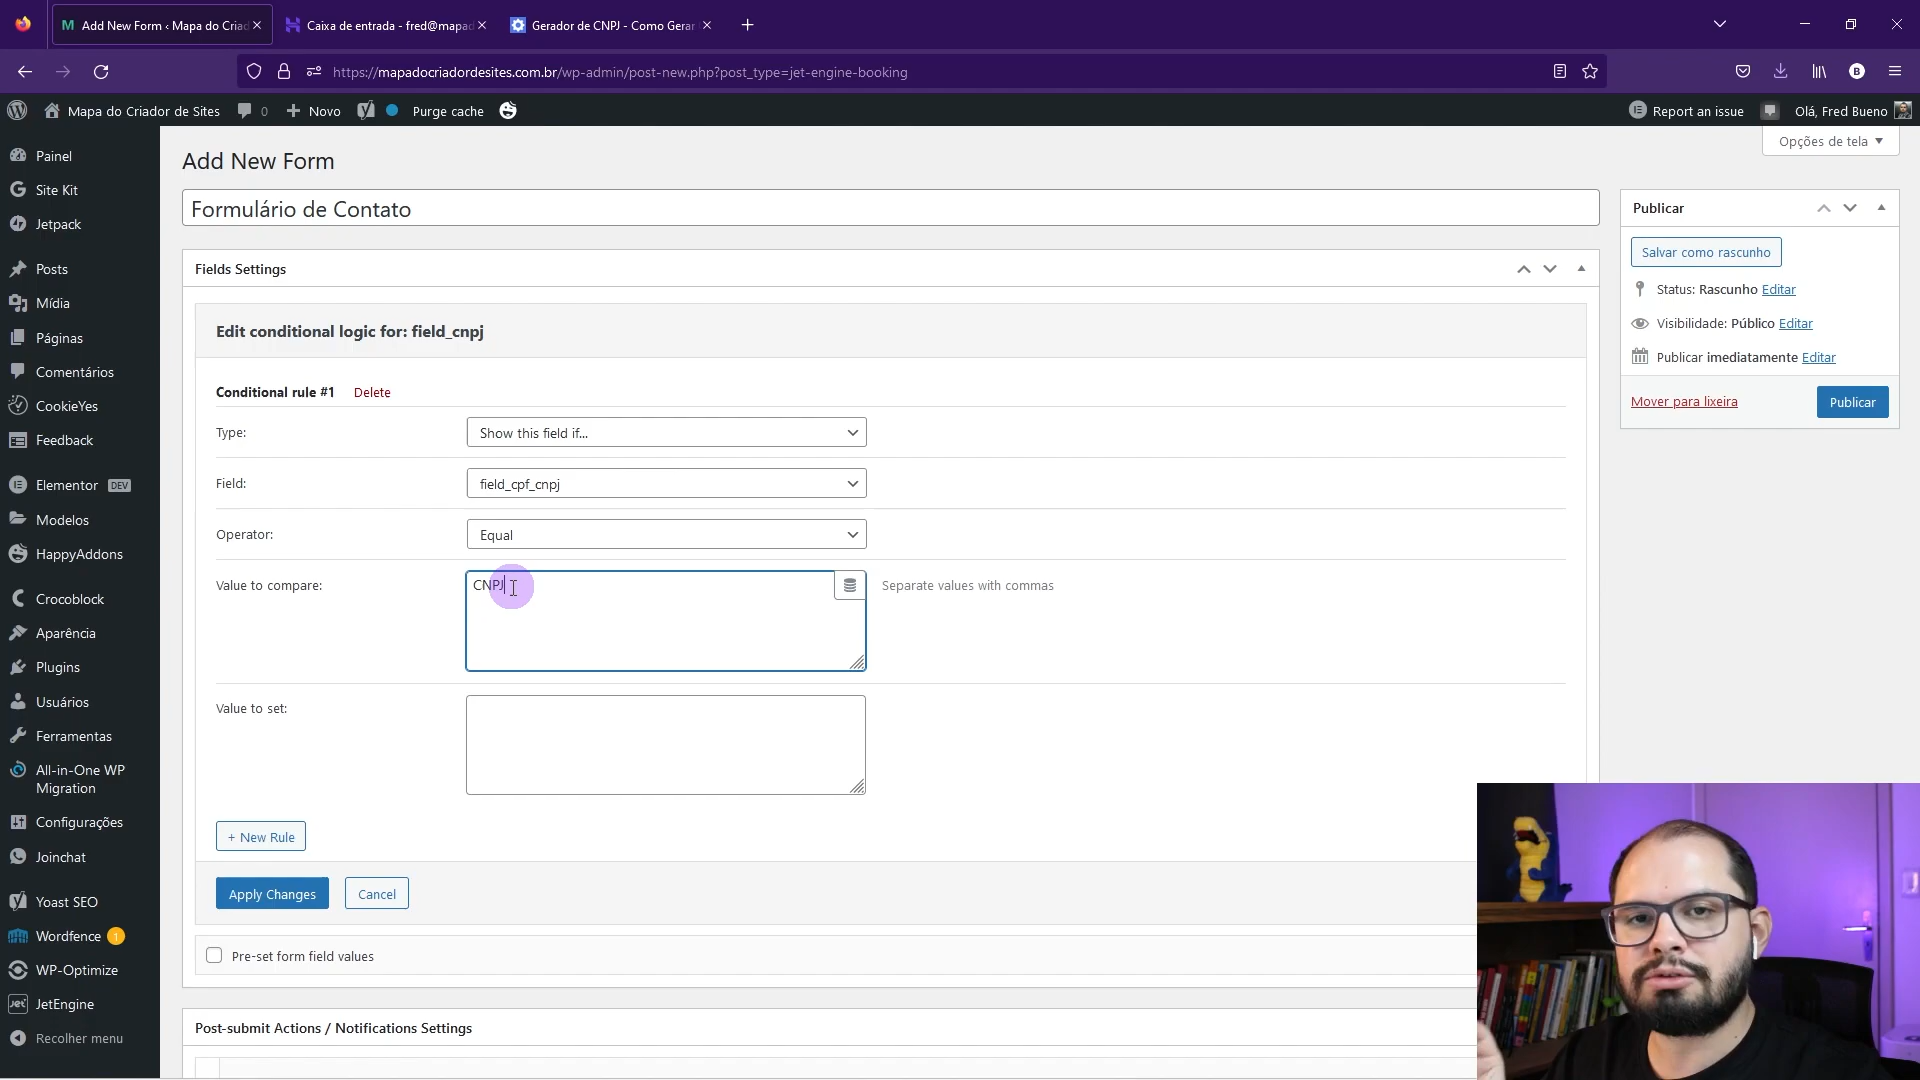 Add New Form ‹ Mapa do Criad
Caixa de entrada - fred@mapad
Gerador de CNPJ - Como Gerar
https://mapadocriadordesites.com.br/wp-admin/post-new.php?post_type=jet-engine-booking
B
Mapa do Criador de Sites
0
Novo
Purge cache
Report an issue
Olá, Fred Bueno
Painel
Site Kit
Jetpack
Posts
Mídia
Páginas
Comentários
CookieYes
Feedback
Elementor DEV
Modelos
HappyAddons
Crocoblock
Aparência
Plugins
Usuários
Ferramentas
All-in-One WP
Migration
Configurações
Joinchat
Yoast SEO
Wordfence 1
WP-Optimize
JetEngine
Recolher menu
Opções de tela
Add New Form
Formulário de Contato
Fields Settings
Edit conditional logic for: field_cnpj
Conditional rule #1 Delete
Type: Show this field if...
Field: field_cpf_cnpj
Operator: Equal
Value to compare: CNPJ Separate values with commas
Value to set:
+ New Rule
Apply Changes Cancel
Pre-set form field values
Post-submit Actions / Notifications Settings
Publicar
Salvar como rascunho
Status: Rascunho Editar
Visibilidade: Público Editar
Publicar imediatamente Editar
Mover para lixeira Publicar